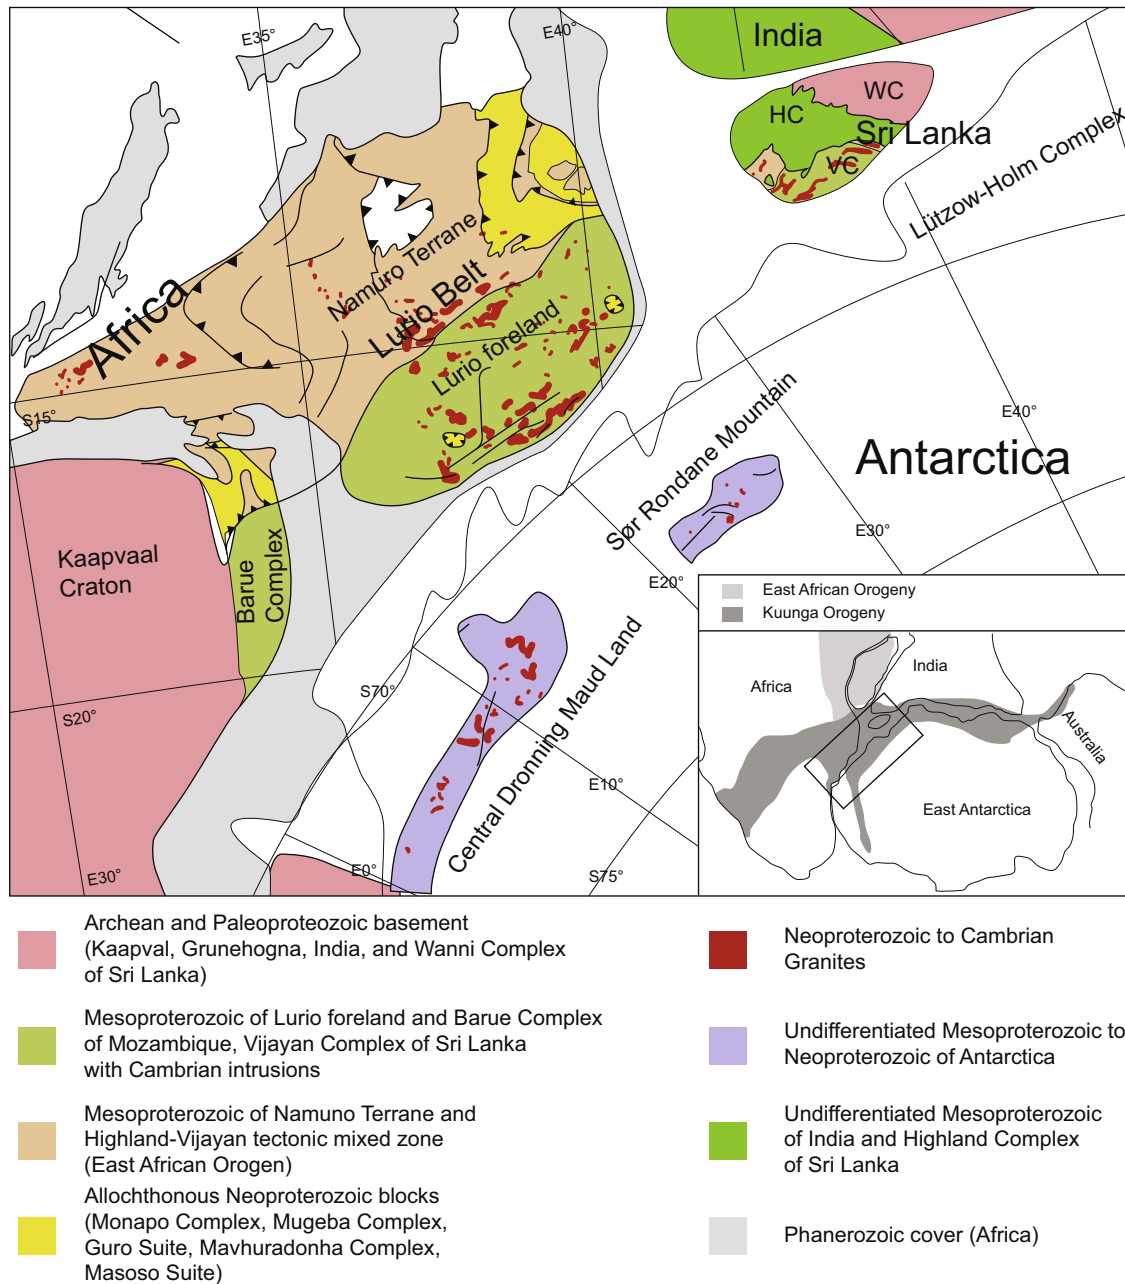 E35°
E40°
India
WC
HC
Sri Lanka
VC
Lützow-Holm Complex
Africa
Namuro Terrane
Lurio Belt
Lurio foreland
S15°
Sør Rondane Mountain
Antarctica
E40°
E30°
E20°
Kaapvaal
Craton
Barue
Complex
S70°
S20°
Central Dronning Maud Land
E10°
E0°
S75°
E30°
East African Orogeny
Kuunga Orogeny
Africa
India
Australia
East Antarctica
Archean and Paleoproteozoic basement
(Kaapval, Grunehogna, India, and Wanni Complex
of Sri Lanka)
Mesoproterozoic of Lurio foreland and Barue Complex
of Mozambique, Vijayan Complex of Sri Lanka
with Cambrian intrusions
Mesoproterozoic of Namuno Terrane and
Highland-Vijayan tectonic mixed zone
(East African Orogen)
Allochthonous Neoproterozoic blocks
(Monapo Complex, Mugeba Complex,
Guro Suite, Mavhuradonha Complex,
Masoso Suite)
Neoproterozoic to Cambrian
Granites
Undifferentiated Mesoproterozoic to
Neoproterozoic of Antarctica
Undifferentiated Mesoproterozoic
of India and Highland Complex
of Sri Lanka
Phanerozoic cover (Africa)